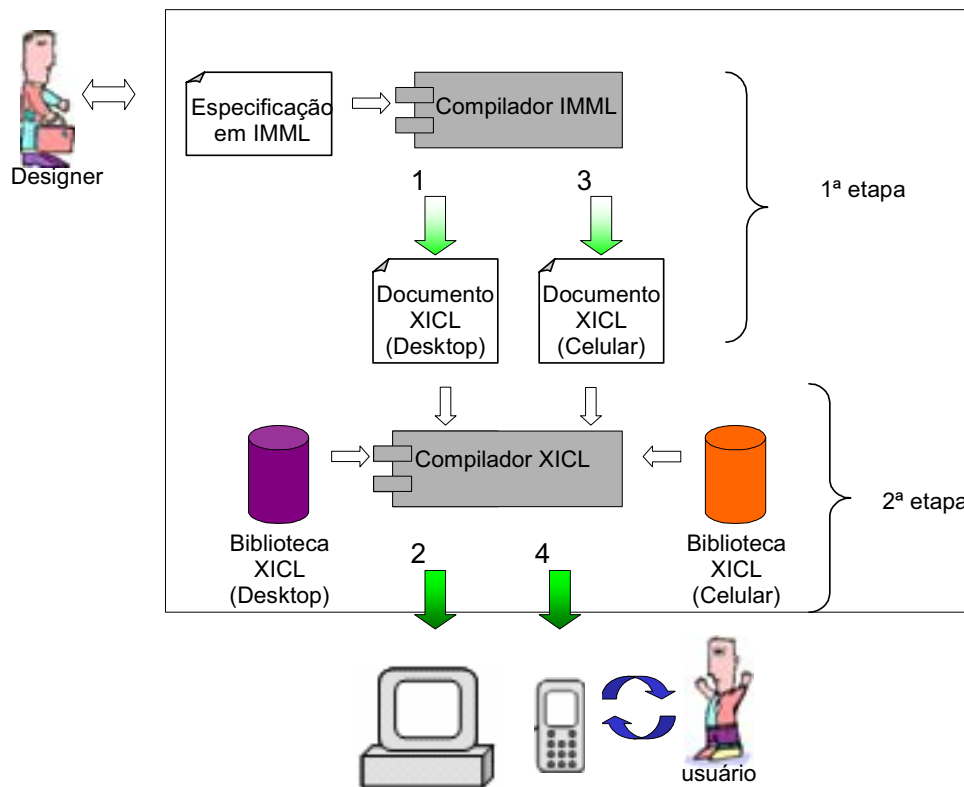 Designer
Especificação
em IMML
Compilador IMML
1
3
1ª etapa
Documento
XICL
(Desktop)
Documento
XICL
(Celular)
Compilador XICL
2ª etapa
Biblioteca
XICL
(Desktop)
2
4
Biblioteca
XICL
(Celular)
usuário